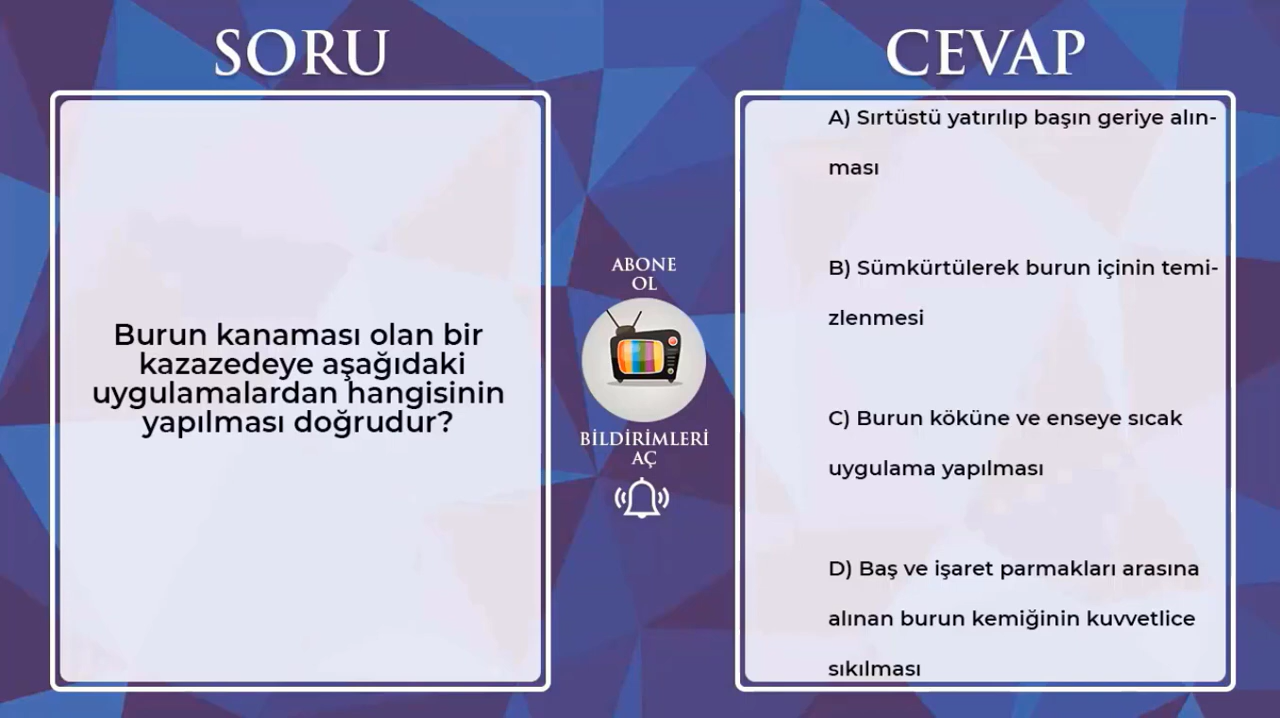 SORU
Burun kanaması olan bir
kazazedeye aşağıdaki
uygulamalardan hangisinin
yapılması doğrudur?
ABONE
OL
BİLDİRİMLERİ
AÇ
CEVAP
A) Sırtüstü yatırılıp başın geriye alın-
ması
B) Sümkürtülerek burun içinin temi-
zlenmesi
C) Burun köküne ve enseye sıcak
uygulama yapılması
D) Baş ve işaret parmakları arasına
alınan burun kemiğinin kuvvetlice
sıkılması